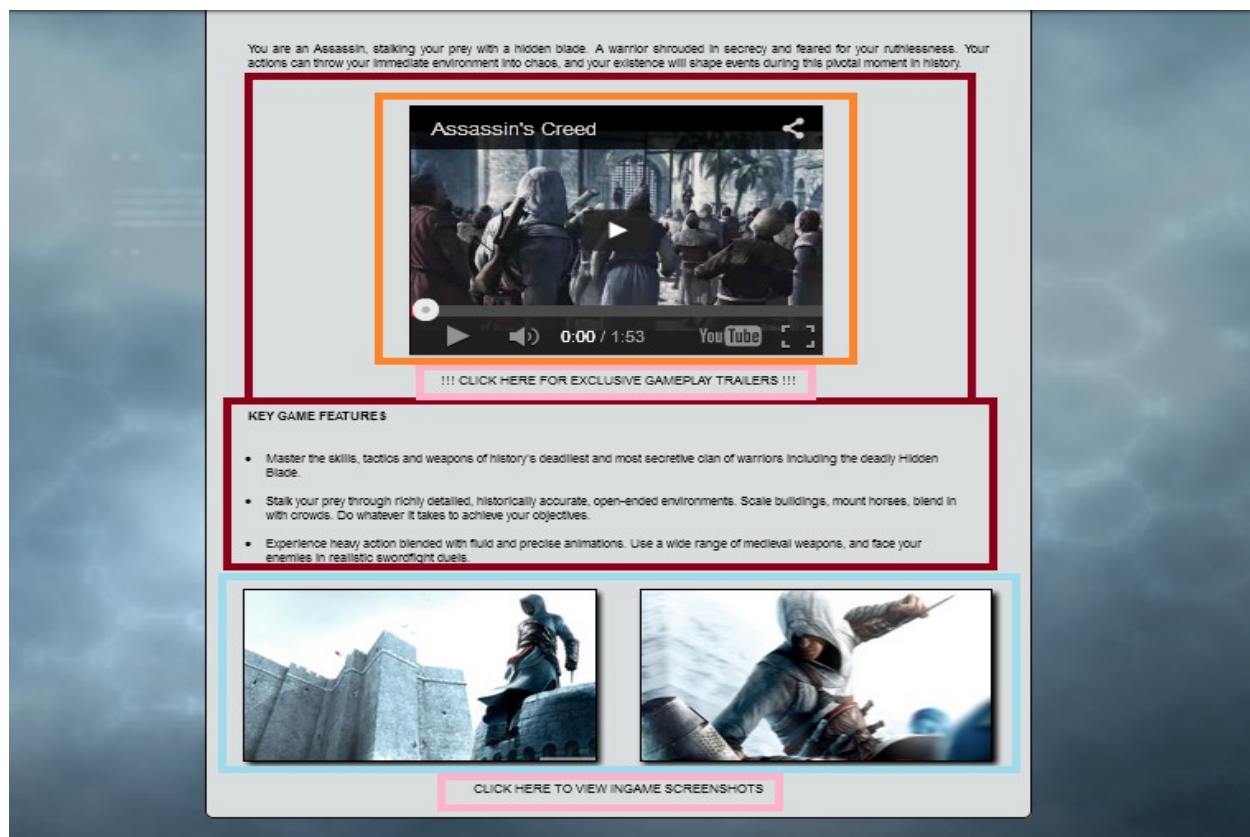 You are an Assassin, stalking your prey with a hidden blade. A warrior shrouded in secrecy and feared for your ruthlessness. Your
actions can throw your immediate environment into chaos, and your existence will shape events during this pivotal moment in history.
Assassin's Creed
0:00 / 1:53
YouTube
!!! CLICK HERE FOR EXCLUSIVE GAMEPLAY TRAILERS !!!
KEY GAME FEATURES
• Master the skills, tactics and weapons of history's deadliest and most secretive clan of warriors including the deadly Hidden
Blade.
• Stalk your prey through richly detailed, historically accurate, open-ended environments. Scale buildings, mount horses, blend in
with crowds. Do whatever it takes to achieve your objectives.
• Experience heavy action blended with fluid and precise animations. Use a wide range of medieval weapons, and face your
enemies in realistic swordfight duels.
CLICK HERE TO VIEW INGAME SCREENSHOTS